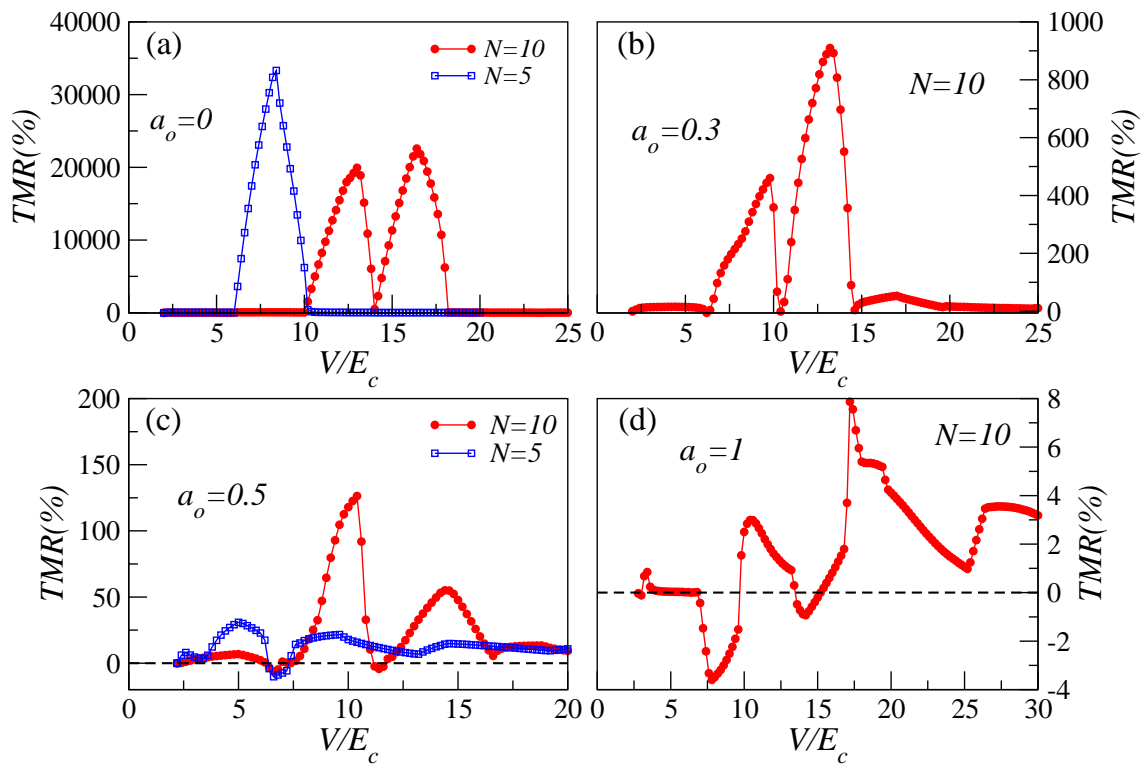 (a)
N=10
N=5
a_o=0
TMR(%)
40000
30000
20000
10000
0
0 5 10 15 20 25
V/E_c
(b)
N=10
a_o=0.3
TMR(%)
1000
800
600
400
200
0
0 5 10 15 20 25
V/E_c
(c)
N=10
N=5
a_o=0.5
TMR(%)
200
150
100
50
0
0 5 10 15 20
V/E_c
(d)
N=10
a_o=1
TMR(%)
8
6
4
2
0
-2
-4
0 5 10 15 20 25 30
V/E_c